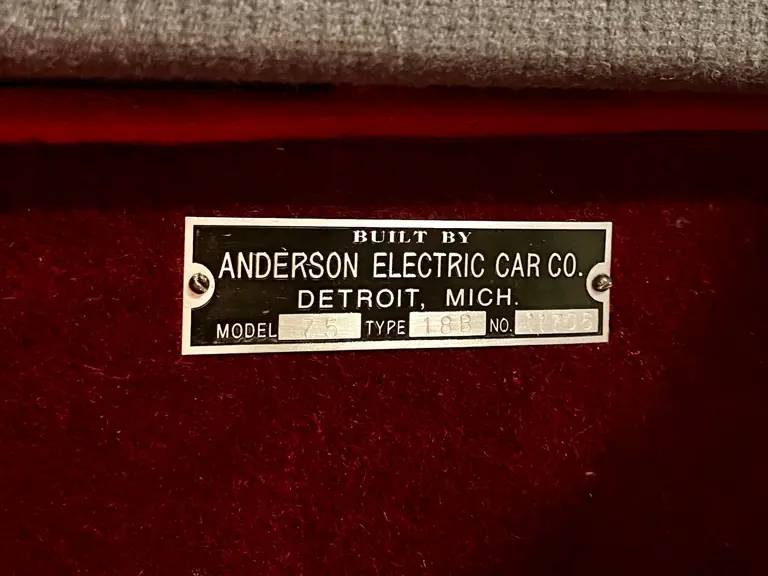 BUILT BY
ANDERSON ELECTRIC CAR CO.
DETROIT, MICH.
MODEL 75 TYPE 18B NO.